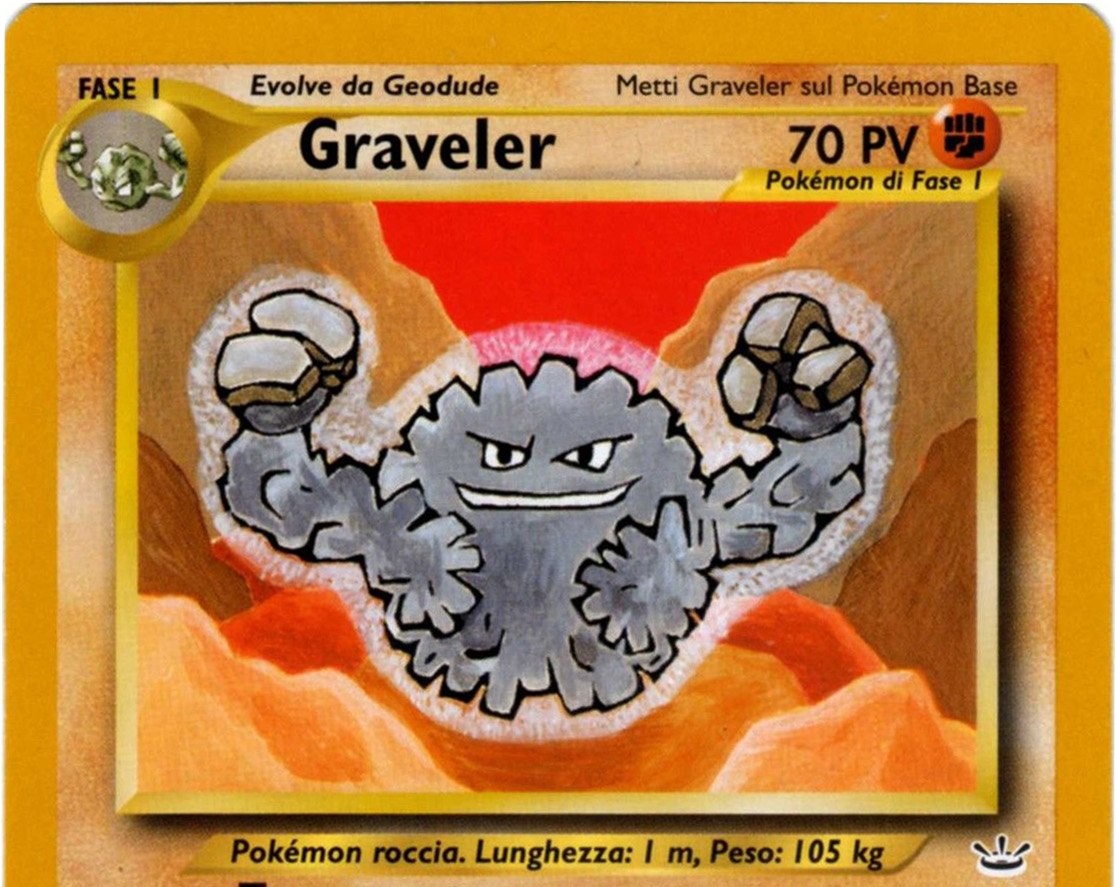 FASE 1
Evolve da Geodude
Metti Graveler sul Pokémon Base
Graveler
70 PV
Pokémon di Fase 1
Pokémon roccia. Lunghezza: 1 m, Peso: 105 kg